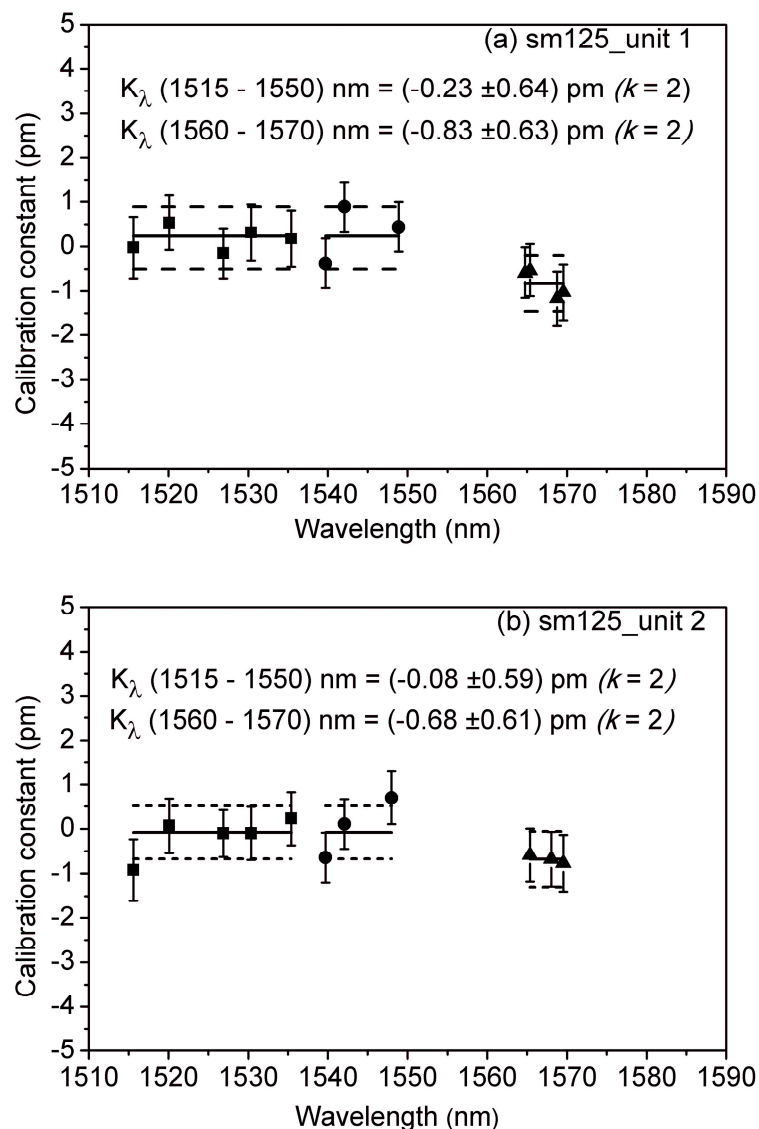 (a) sm125_unit 1
Kλ (1515 - 1550) nm = (-0.23 ±0.64) pm (k = 2)
Kλ (1560 - 1570) nm = (-0.83 ±0.63) pm (k = 2)
Calibration constant (pm)
5
4
3
2
1
0
-1
-2
-3
-4
-5
1510 1520 1530 1540 1550 1560 1570 1580 1590
Wavelength (nm)
(b) sm125_unit 2
Kλ (1515 - 1550) nm = (-0.08 ±0.59) pm (k = 2)
Kλ (1560 - 1570) nm = (-0.68 ±0.61) pm (k = 2)
Calibration constant (pm)
5
4
3
2
1
0
-1
-2
-3
-4
-5
1510 1520 1530 1540 1550 1560 1570 1580 1590
Wavelength (nm)